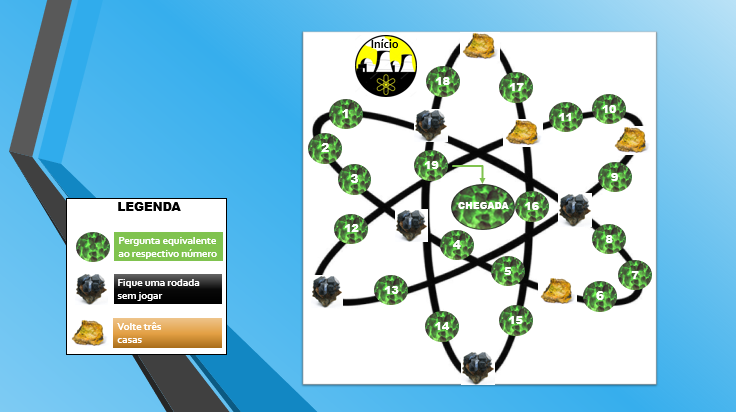 Início
18
17
1
11
10
2
19
3
9
CHEGADA
16
12
4
8
5
7
13
6
14
15
LEGENDA
Pergunta equivalente
ao respectivo número
Fique uma rodada
sem jogar
Volte três
casas